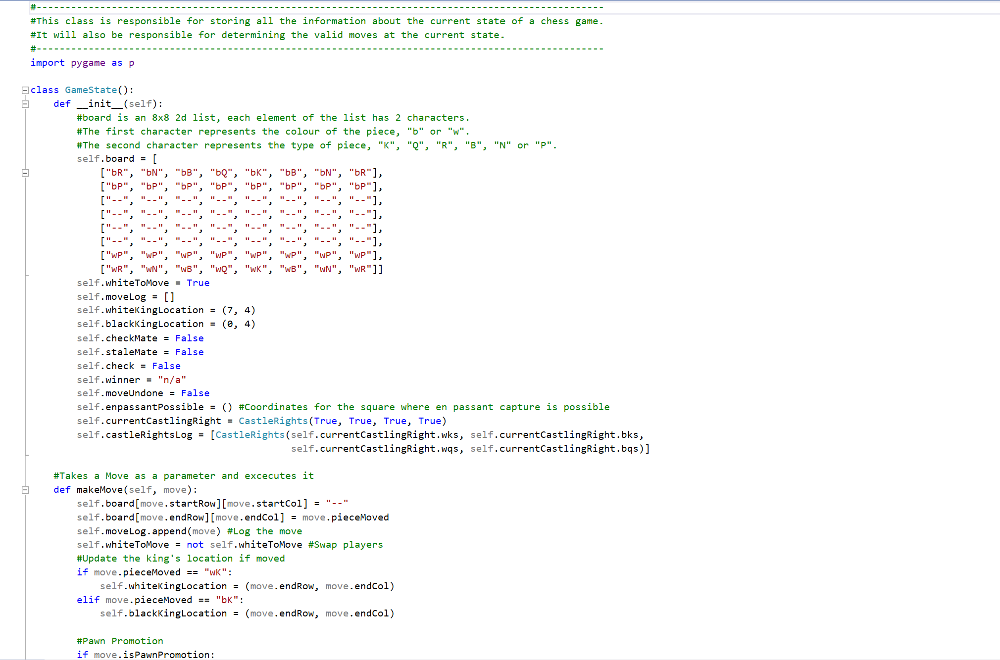 #--------------------------------------------------------------------------------------------------
#This class is responsible for storing all the information about the current state of a chess game.
#It will also be responsible for determining the valid moves at the current state.
#--------------------------------------------------------------------------------------------------
import pygame as p

class GameState():
    def __init__(self):
        #board is an 8x8 2d list, each element of the list has 2 characters.
        #The first character represents the colour of the piece, "b" or "w".
        #The second character represents the type of piece, "K", "Q", "R", "B", "N" or "P".
        self.board = [
            ["bR", "bN", "bB", "bQ", "bK", "bB", "bN", "bR"],
            ["bP", "bP", "bP", "bP", "bP", "bP", "bP", "bP"],
            ["--", "--", "--", "--", "--", "--", "--", "--"],
            ["--", "--", "--", "--", "--", "--", "--", "--"],
            ["--", "--", "--", "--", "--", "--", "--", "--"],
            ["--", "--", "--", "--", "--", "--", "--", "--"],
            ["wP", "wP", "wP", "wP", "wP", "wP", "wP", "wP"],
            ["wR", "wN", "wB", "wQ", "wK", "wB", "wN", "wR"]]
        self.whiteToMove = True
        self.moveLog = []
        self.whiteKingLocation = (7, 4)
        self.blackKingLocation = (0, 4)
        self.checkMate = False
        self.staleMate = False
        self.check = False
        self.winner = "n/a"
        self.moveUndone = False
        self.enpassantPossible = () #Coordinates for the square where en passant capture is possible
        self.currentCastlingRight = CastleRights(True, True, True, True)
        self.castleRightsLog = [CastleRights(self.currentCastlingRight.wks, self.currentCastlingRight.bks,
                                             self.currentCastlingRight.wqs, self.currentCastlingRight.bqs)]

    #Takes a Move as a parameter and excecutes it
    def makeMove(self, move):
        self.board[move.startRow][move.startCol] = "--"
        self.board[move.endRow][move.endCol] = move.pieceMoved
        self.moveLog.append(move) #Log the move
        self.whiteToMove = not self.whiteToMove #Swap players
        #Update the king's location if moved
        if move.pieceMoved == "wK":
            self.whiteKingLocation = (move.endRow, move.endCol)
        elif move.pieceMoved == "bK":
            self.blackKingLocation = (move.endRow, move.endCol)

        #Pawn Promotion
        if move.isPawnPromotion: